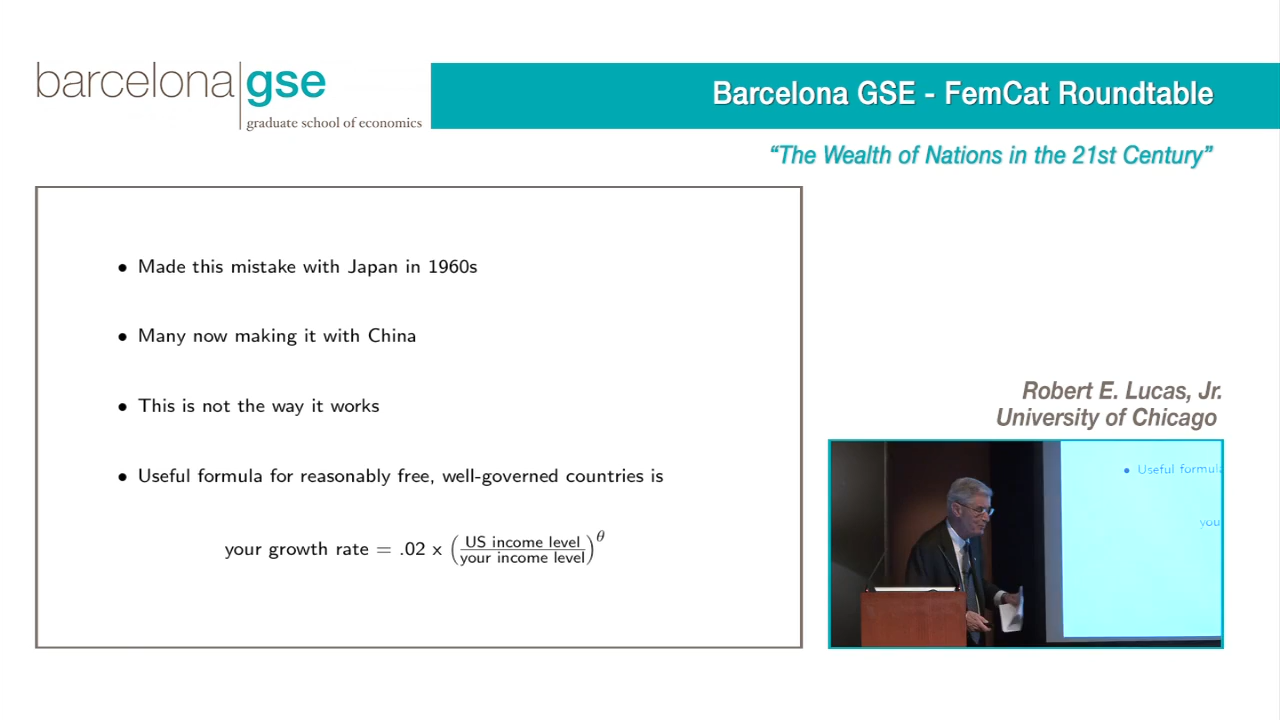 barcelona gse
graduate school of economics
Barcelona GSE - FemCat Roundtable
“The Wealth of Nations in the 21st Century”
• Made this mistake with Japan in 1960s
• Many now making it with China
• This is not the way it works
• Useful formula for reasonably free, well-governed countries is
your growth rate = .02 x (US income level / your income level)^θ
Robert E. Lucas, Jr.
University of Chicago
• Useful formula
you